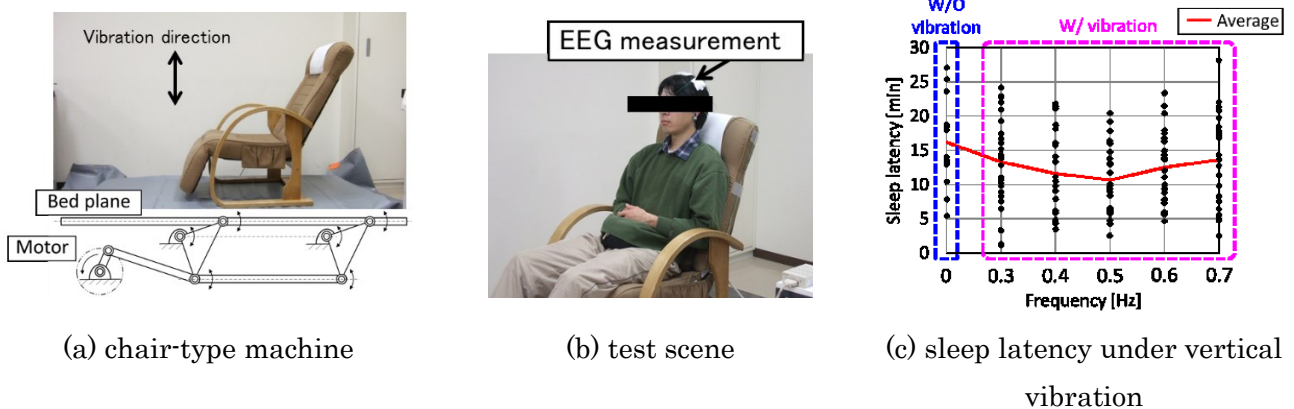 Vibration direction
Bed plane
Motor
(a) chair-type machine
EEG measurement
(b) test scene
W/O
vibration
W/ vibration
Average
Sleep latency [min]
30
25
20
15
10
5
0
0 0.3 0.4 0.5 0.6 0.7
Frequency [Hz]
(c) sleep latency under vertical
vibration